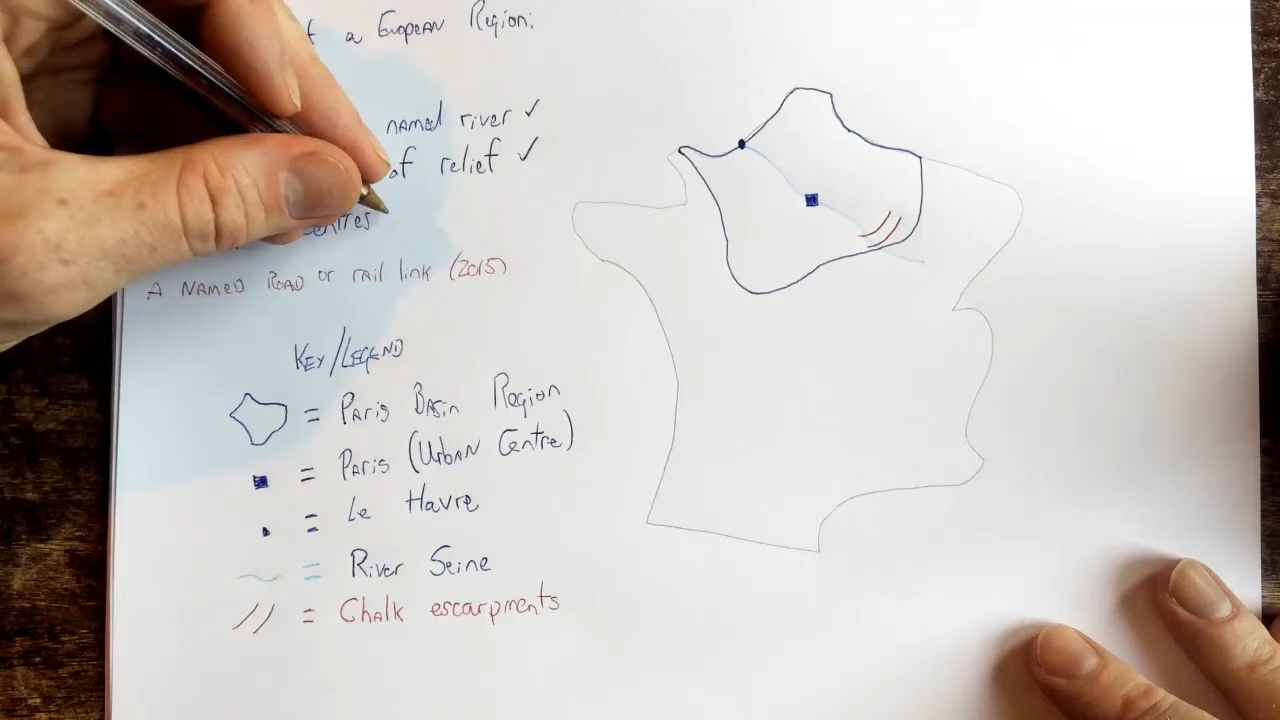 a European Region:
named river ✓
of relief ✓
A NAMED ROAD or rail link (2015)
KEY/LEGEND
= Paris Basin Region
= Paris (Urban Centre)
= Le Havre
= River Seine
= Chalk escarpments